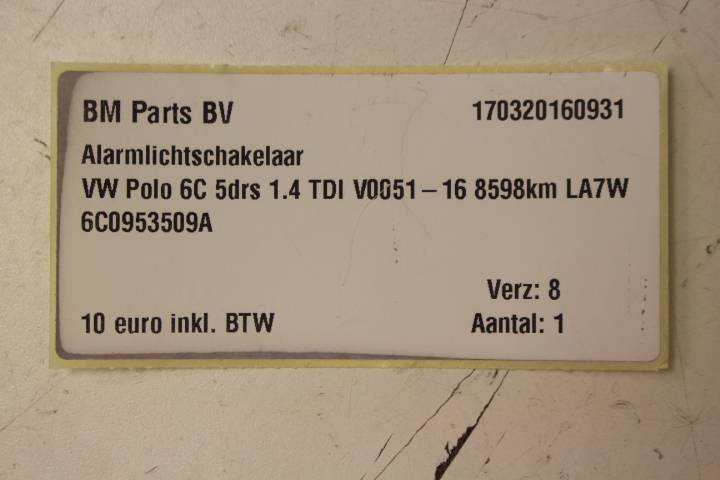 BM Parts BV 170320160931
Alarmlichtschakelaar
VW Polo 6C 5drs 1.4 TDI V0051-16 8598km LA7W
6C0953509A
Verz: 8
10 euro inkl. BTW Aantal: 1